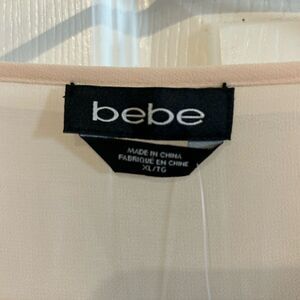 bebe
MADE IN CHINA
FABRIQUE EN CHINE
XL/TG